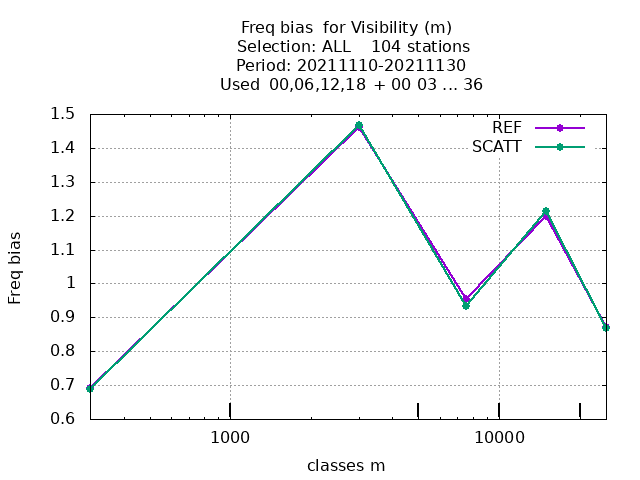 Freq bias  for Visibility (m)
Selection: ALL    104 stations
Period: 20211110-20211130
Used  00,06,12,18  + 00 03 ... 36
REF
SCATT
1.5
1.4
1.3
1.2
1.1
1
0.9
0.8
0.7
0.6
Freq bias
1000
10000
classes m